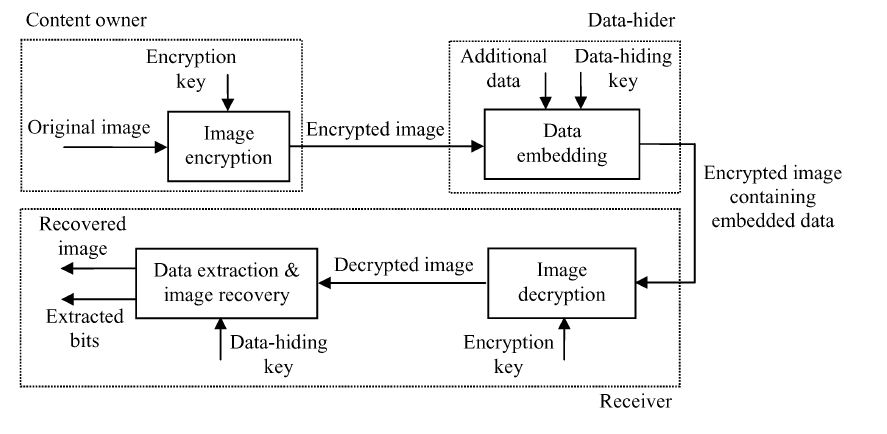 Content owner
Data-hider
Encryption
key
Original image
Image
encryption
Encrypted image
Additional
data
Data-hiding
key
Data
embedding
Encrypted image
containing
embedded data
Recovered
image
Extracted
bits
Data extraction &
image recovery
Data-hiding
key
Decrypted image
Image
decryption
Encryption
key
Receiver